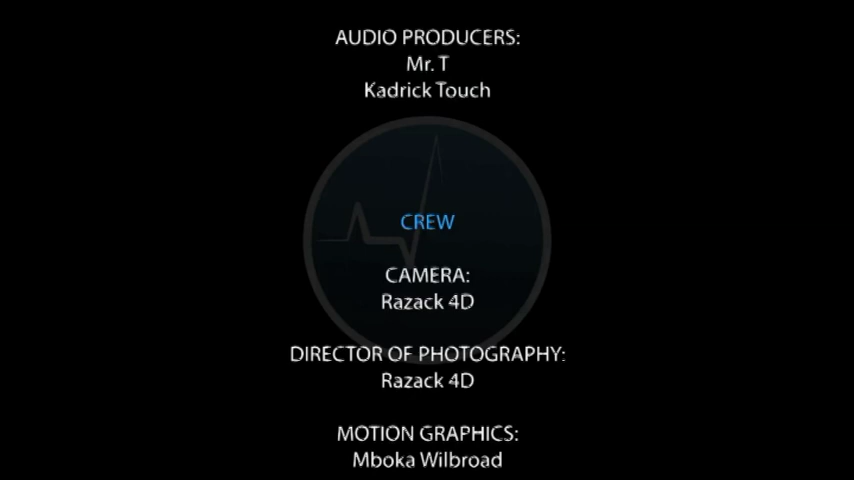 AUDIO PRODUCERS:
Mr. T
Kadrick Touch
CREW
CAMERA:
Razack 4D
DIRECTOR OF PHOTOGRAPHY:
Razack 4D
MOTION GRAPHICS:
Mboka Wilbroad